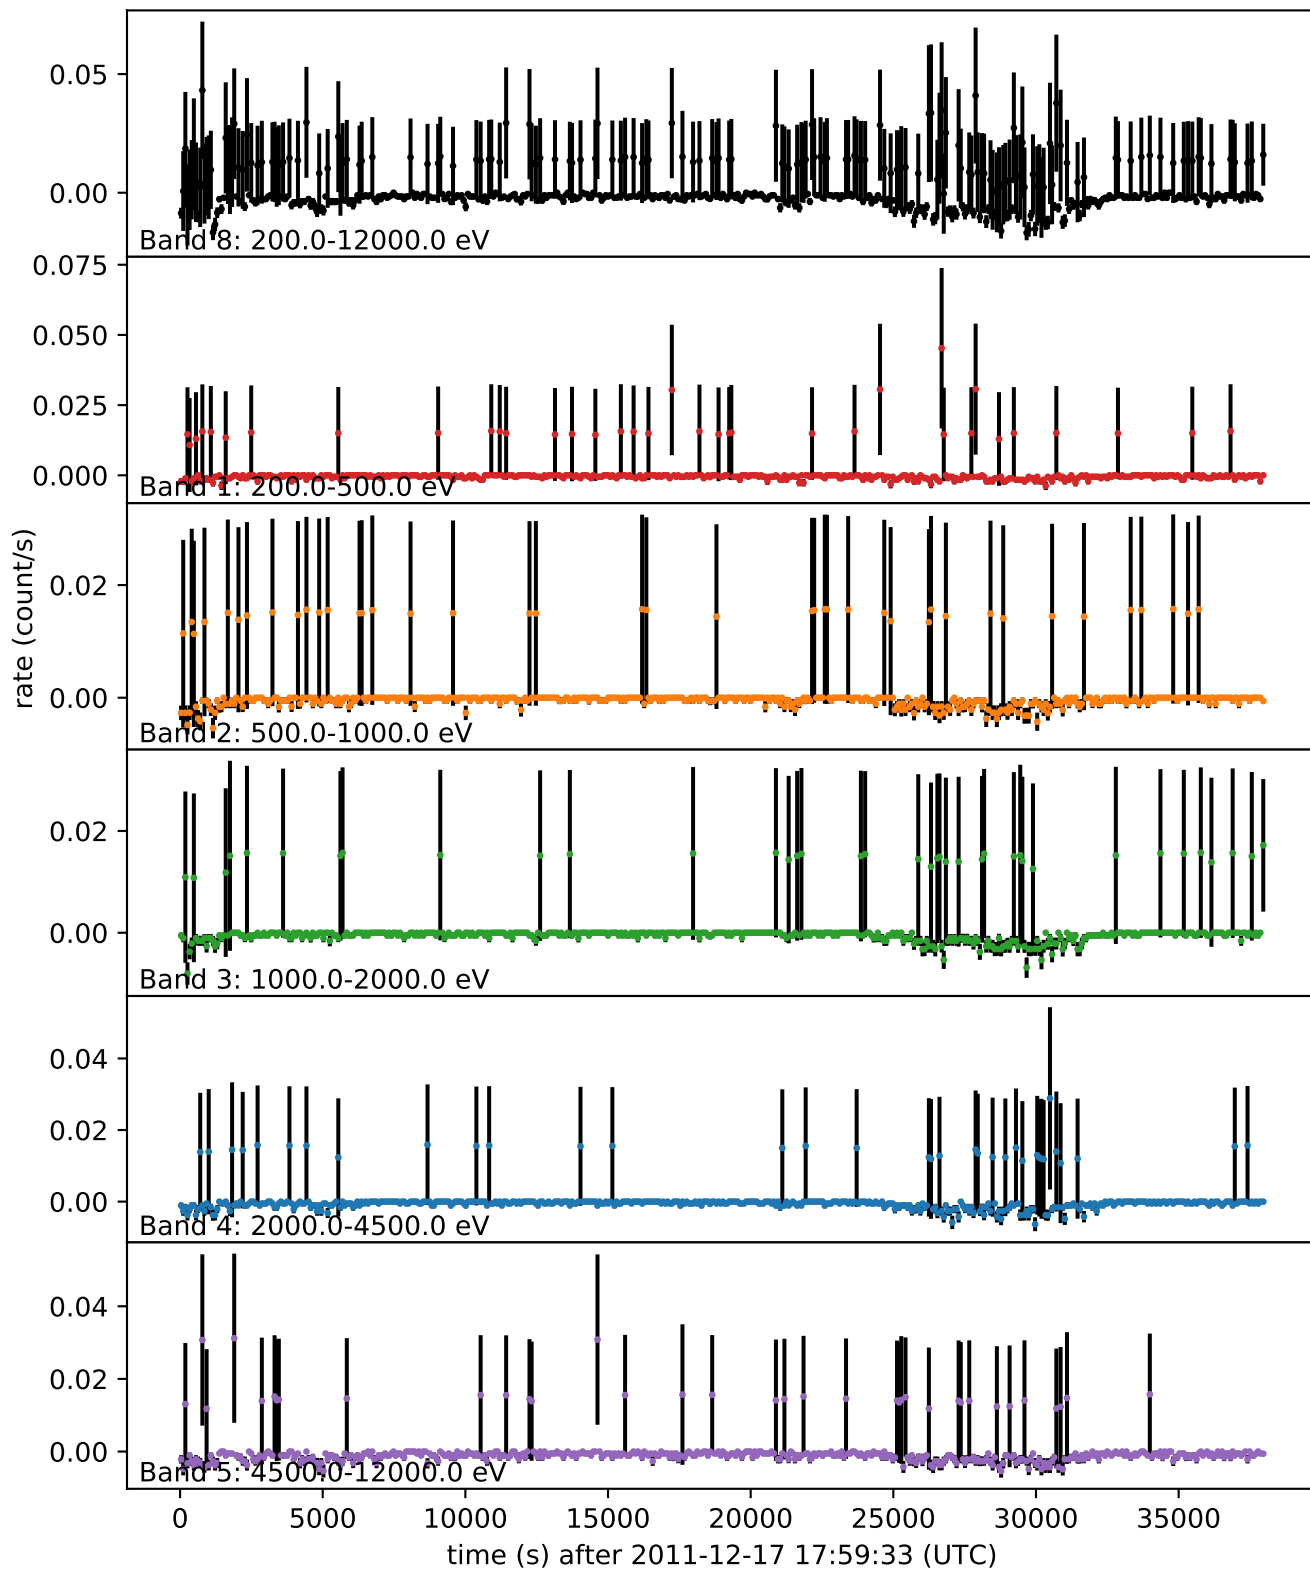 0.05
0.00
Band 8: 200.0-12000.0 eV
0.075
0.050
0.025
0.000
Band 1: 200.0-500.0 eV
rate (count/s)
0.02
0.00
Band 2: 500.0-1000.0 eV
0.02
0.00
Band 3: 1000.0-2000.0 eV
0.04
0.02
0.00
Band 4: 2000.0-4500.0 eV
0.04
0.02
0.00
Band 5: 4500.0-12000.0 eV
0 5000 10000 15000 20000 25000 30000 35000
time (s) after 2011-12-17 17:59:33 (UTC)